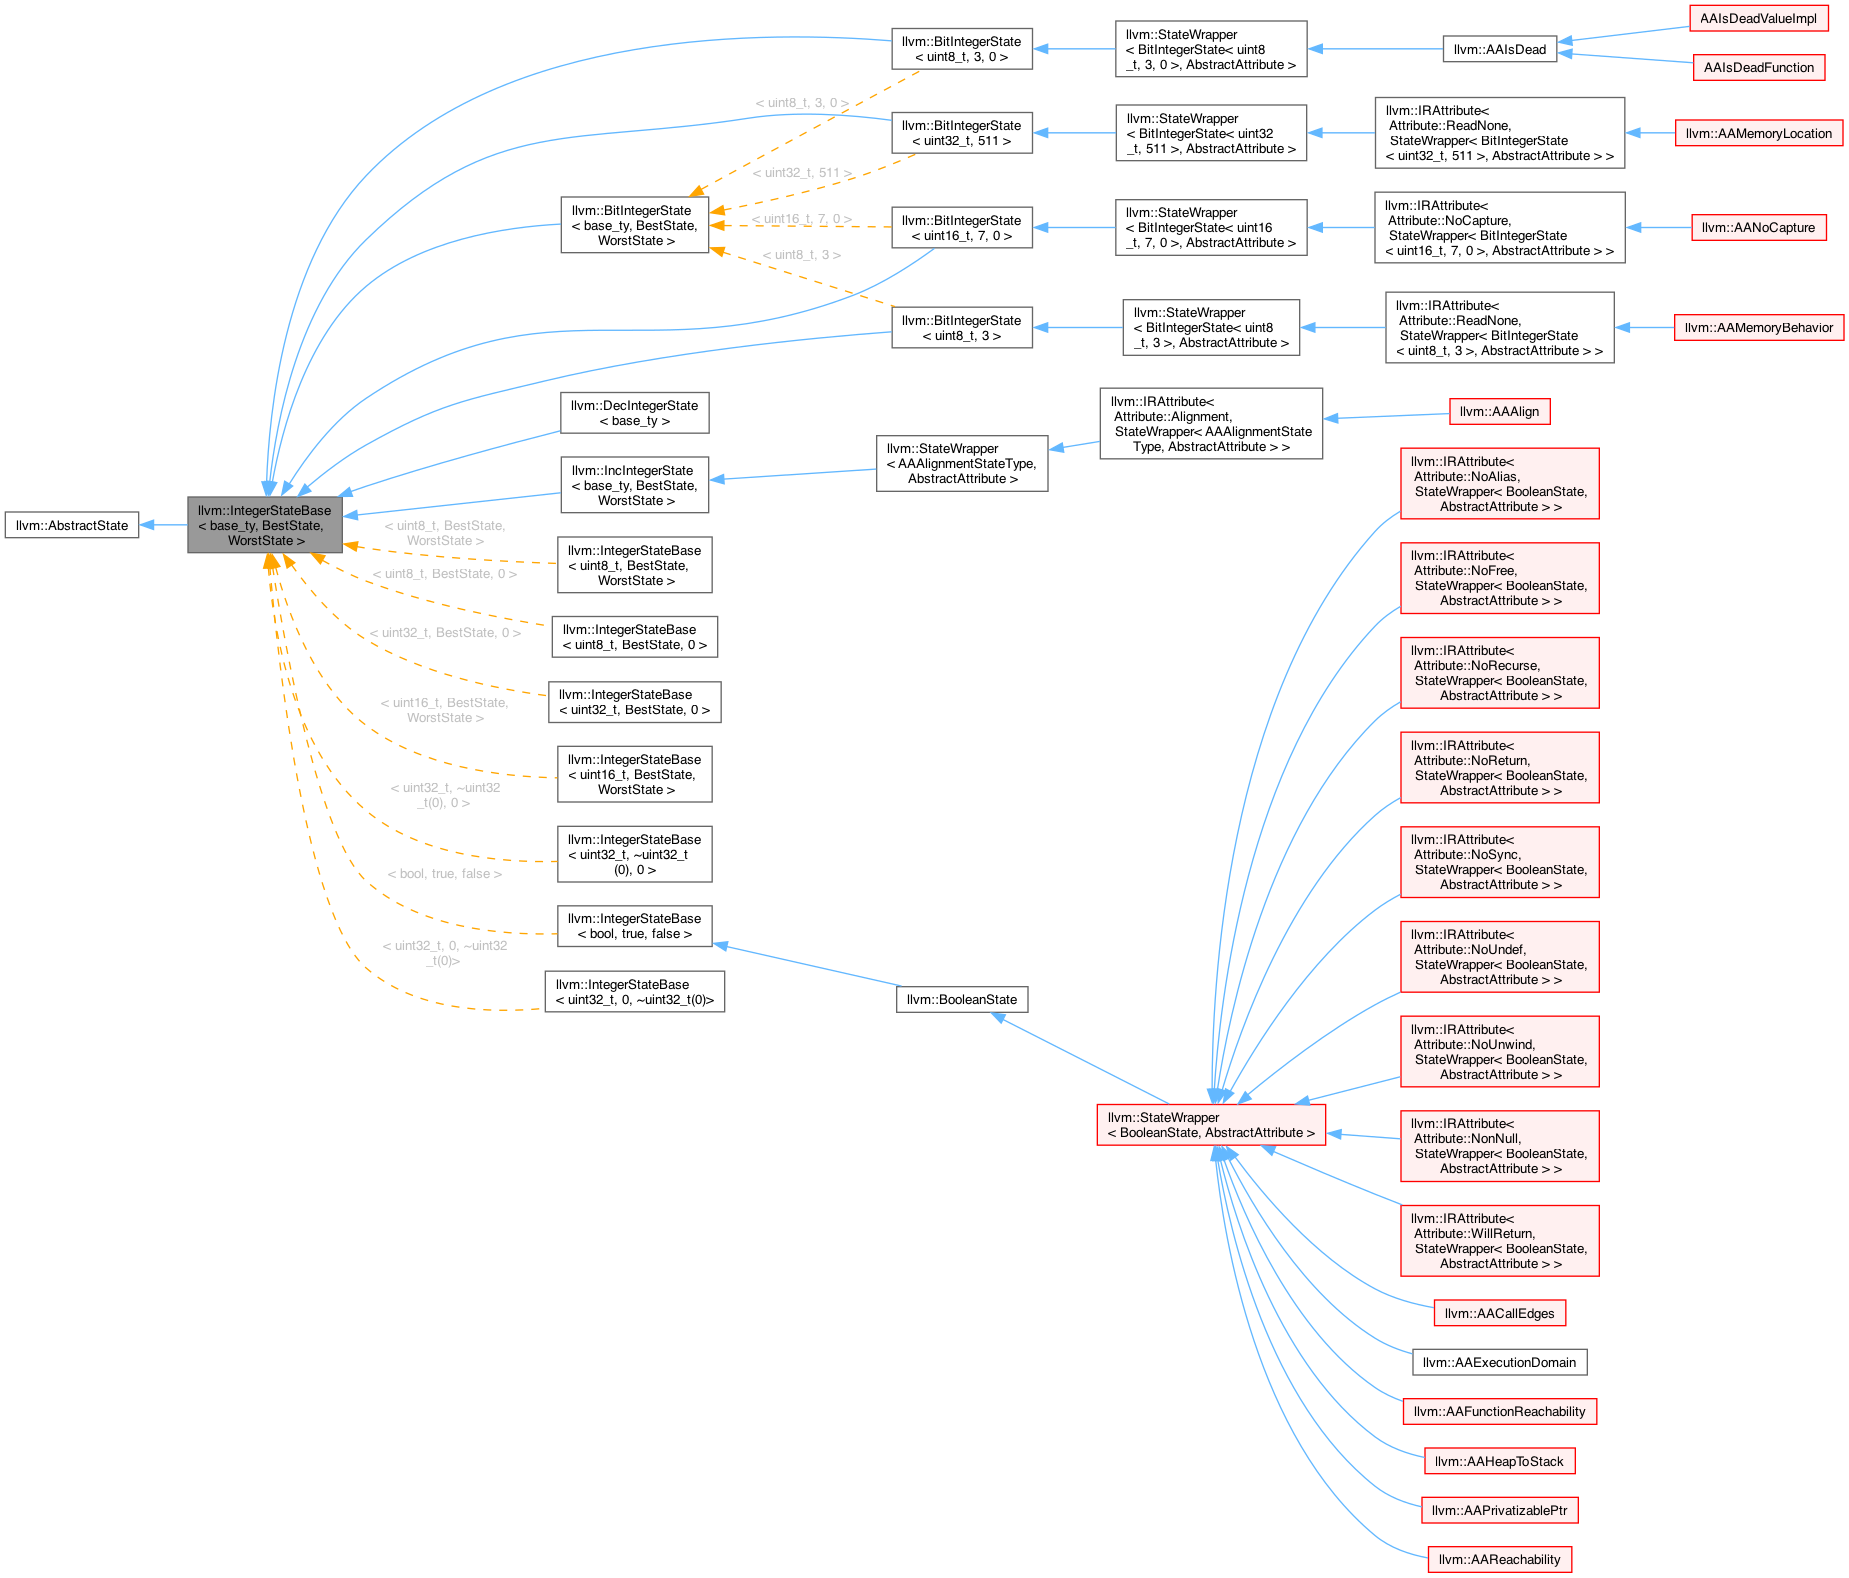 llvm::AbstractState
llvm::IntegerStateBase
< base_ty, BestState,
WorstState >
llvm::BitIntegerState
< base_ty, BestState,
WorstState >
llvm::DecIntegerState
< base_ty >
llvm::IncIntegerState
< base_ty, BestState,
WorstState >
llvm::IntegerStateBase
< uint8_t, BestState,
WorstState >
llvm::IntegerStateBase
< uint8_t, BestState, 0 >
llvm::IntegerStateBase
< uint32_t, BestState, 0 >
llvm::IntegerStateBase
< uint16_t, BestState,
WorstState >
llvm::IntegerStateBase
< uint32_t, ~uint32_t
(0), 0 >
llvm::IntegerStateBase
< bool, true, false >
llvm::IntegerStateBase
< uint32_t, 0, ~uint32_t(0)>
< uint8_t, BestState,
WorstState >
< uint8_t, BestState, 0 >
< uint32_t, BestState, 0 >
< uint16_t, BestState,
WorstState >
< uint32_t, ~uint32
_t(0), 0 >
< bool, true, false >
< uint32_t, 0, ~uint32
_t(0)>
< uint8_t, 3, 0 >
< uint32_t, 511 >
< uint16_t, 7, 0 >
< uint8_t, 3 >
llvm::BitIntegerState
< uint8_t, 3, 0 >
llvm::StateWrapper
< BitIntegerState< uint8
_t, 3, 0 >, AbstractAttribute >
llvm::AAIsDead
AAIsDeadValueImpl
AAIsDeadFunction
llvm::BitIntegerState
< uint32_t, 511 >
llvm::StateWrapper
< BitIntegerState< uint32
_t, 511 >, AbstractAttribute >
llvm::IRAttribute<
Attribute::ReadNone,
StateWrapper< BitIntegerState
< uint32_t, 511 >, AbstractAttribute > >
llvm::AAMemoryLocation
llvm::BitIntegerState
< uint16_t, 7, 0 >
llvm::StateWrapper
< BitIntegerState< uint16
_t, 7, 0 >, AbstractAttribute >
llvm::IRAttribute<
Attribute::NoCapture,
StateWrapper< BitIntegerState
< uint16_t, 7, 0 >, AbstractAttribute > >
llvm::AANoCapture
llvm::BitIntegerState
< uint8_t, 3 >
llvm::StateWrapper
< BitIntegerState< uint8
_t, 3 >, AbstractAttribute >
llvm::IRAttribute<
Attribute::ReadNone,
StateWrapper< BitIntegerState
< uint8_t, 3 >, AbstractAttribute > >
llvm::AAMemoryBehavior
llvm::StateWrapper
< AAAlignmentStateType,
AbstractAttribute >
llvm::IRAttribute<
Attribute::Alignment,
StateWrapper< AAAlignmentState
Type, AbstractAttribute > >
llvm::AAAlign
llvm::BooleanState
llvm::StateWrapper
< BooleanState, AbstractAttribute >
llvm::IRAttribute<
Attribute::NoAlias,
StateWrapper< BooleanState,
AbstractAttribute > >
llvm::IRAttribute<
Attribute::NoFree,
StateWrapper< BooleanState,
AbstractAttribute > >
llvm::IRAttribute<
Attribute::NoRecurse,
StateWrapper< BooleanState,
AbstractAttribute > >
llvm::IRAttribute<
Attribute::NoReturn,
StateWrapper< BooleanState,
AbstractAttribute > >
llvm::IRAttribute<
Attribute::NoSync,
StateWrapper< BooleanState,
AbstractAttribute > >
llvm::IRAttribute<
Attribute::NoUndef,
StateWrapper< BooleanState,
AbstractAttribute > >
llvm::IRAttribute<
Attribute::NoUnwind,
StateWrapper< BooleanState,
AbstractAttribute > >
llvm::IRAttribute<
Attribute::NonNull,
StateWrapper< BooleanState,
AbstractAttribute > >
llvm::IRAttribute<
Attribute::WillReturn,
StateWrapper< BooleanState,
AbstractAttribute > >
llvm::AACallEdges
llvm::AAExecutionDomain
llvm::AAFunctionReachability
llvm::AAHeapToStack
llvm::AAPrivatizablePtr
llvm::AAReachability